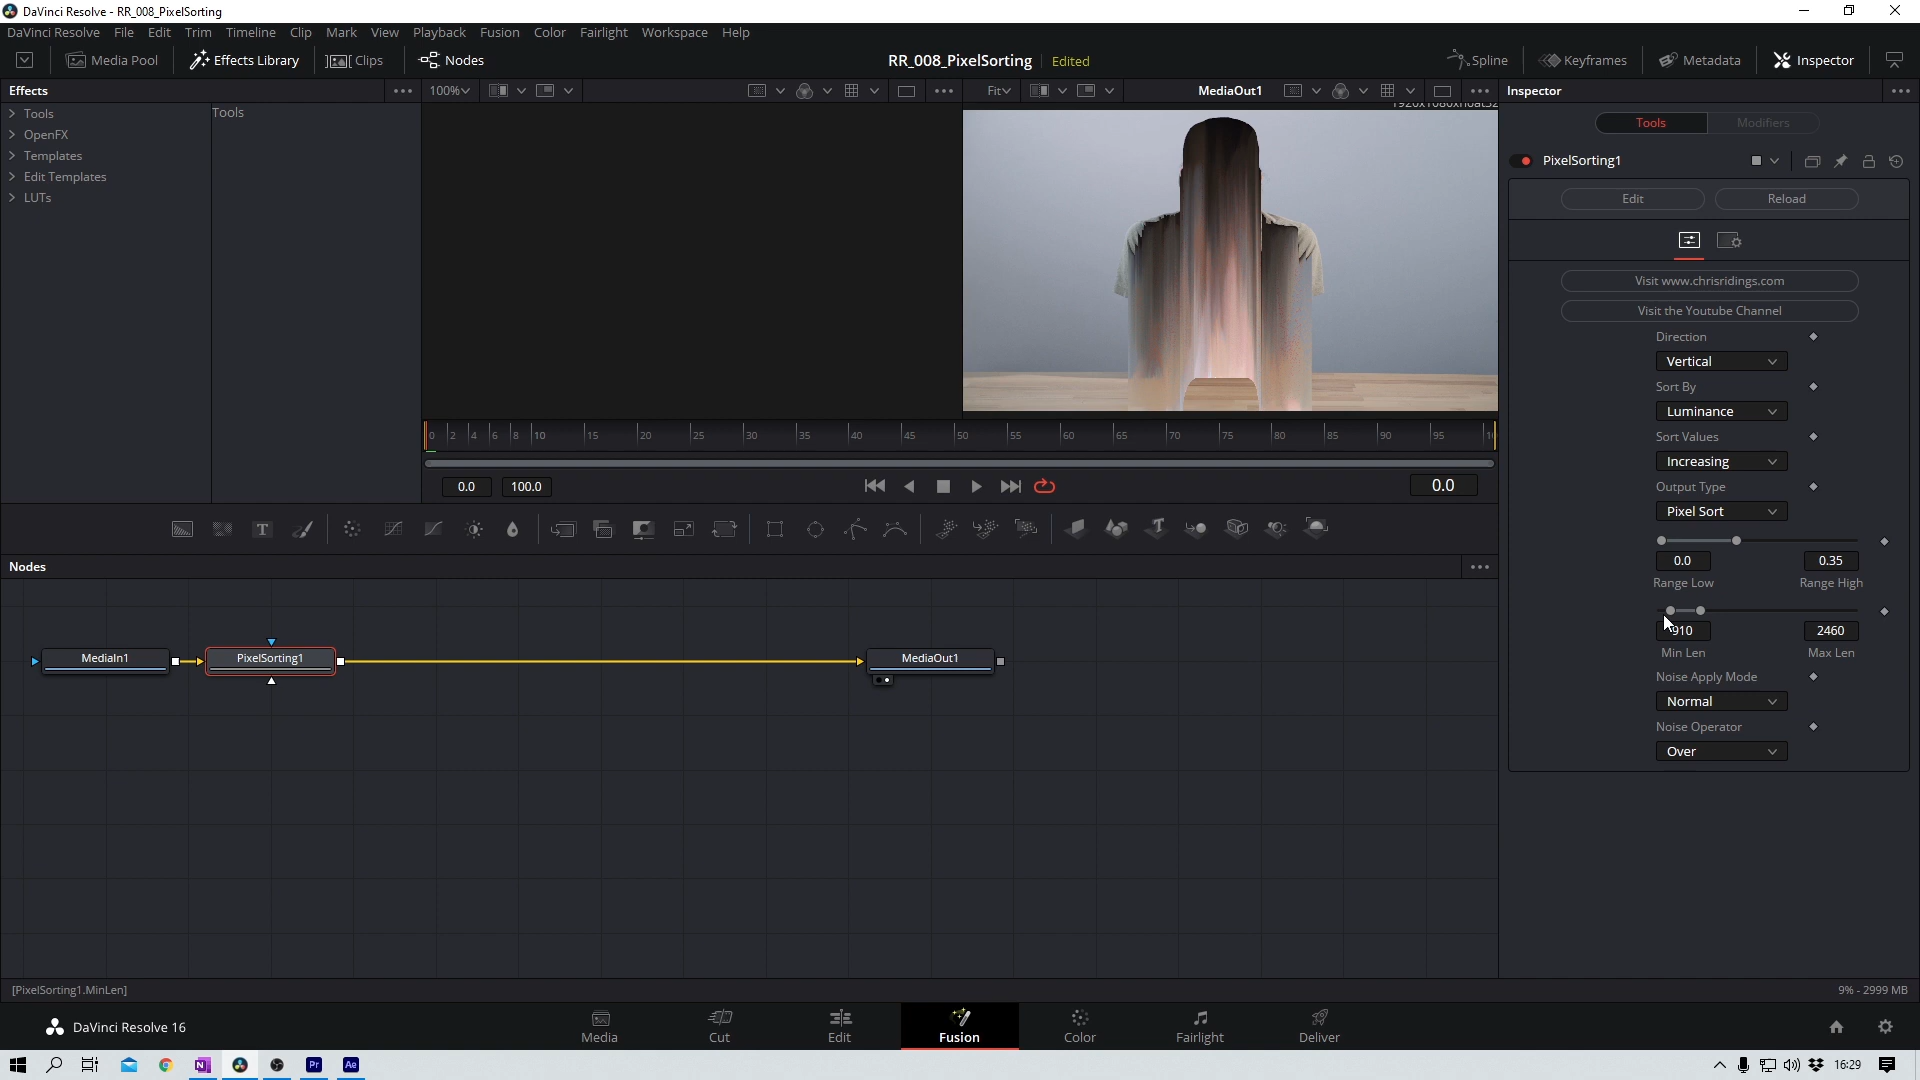 DaVinci Resolve - RR_008_PixelSorting
DaVinci Resolve File Edit Trim Timeline Clip Mark View Playback Fusion Color Fairlight Workspace Help
Media Pool Effects Library Clips Nodes RR_008_PixelSorting Edited Spline Keyframes Metadata Inspector
Effects 100% Fit MediaOut1 Inspector
1920x1080xfloat32
Tools
OpenFX
Templates
Edit Templates
LUTs
Tools
Tools Modifiers
PixelSorting1
Edit Reload
Visit www.chrisridings.com
Visit the Youtube Channel
Direction
Vertical
Sort By
Luminance
Sort Values
Increasing
Output Type
Pixel Sort
0.0 0.35
Range Low Range High
910 2460
Min Len Max Len
Noise Apply Mode
Normal
Noise Operator
Over
0 2 4 6 8 10 15 20 25 30 35 40 45 50 55 60 65 70 75 80 85 90 95
0.0 100.0 0.0
Nodes
MediaIn1 PixelSorting1 MediaOut1
[PixelSorting1.MinLen] 9% - 2999 MB
DaVinci Resolve 16
Media Cut Edit Fusion Color Fairlight Deliver
N Pr Ae 16:29